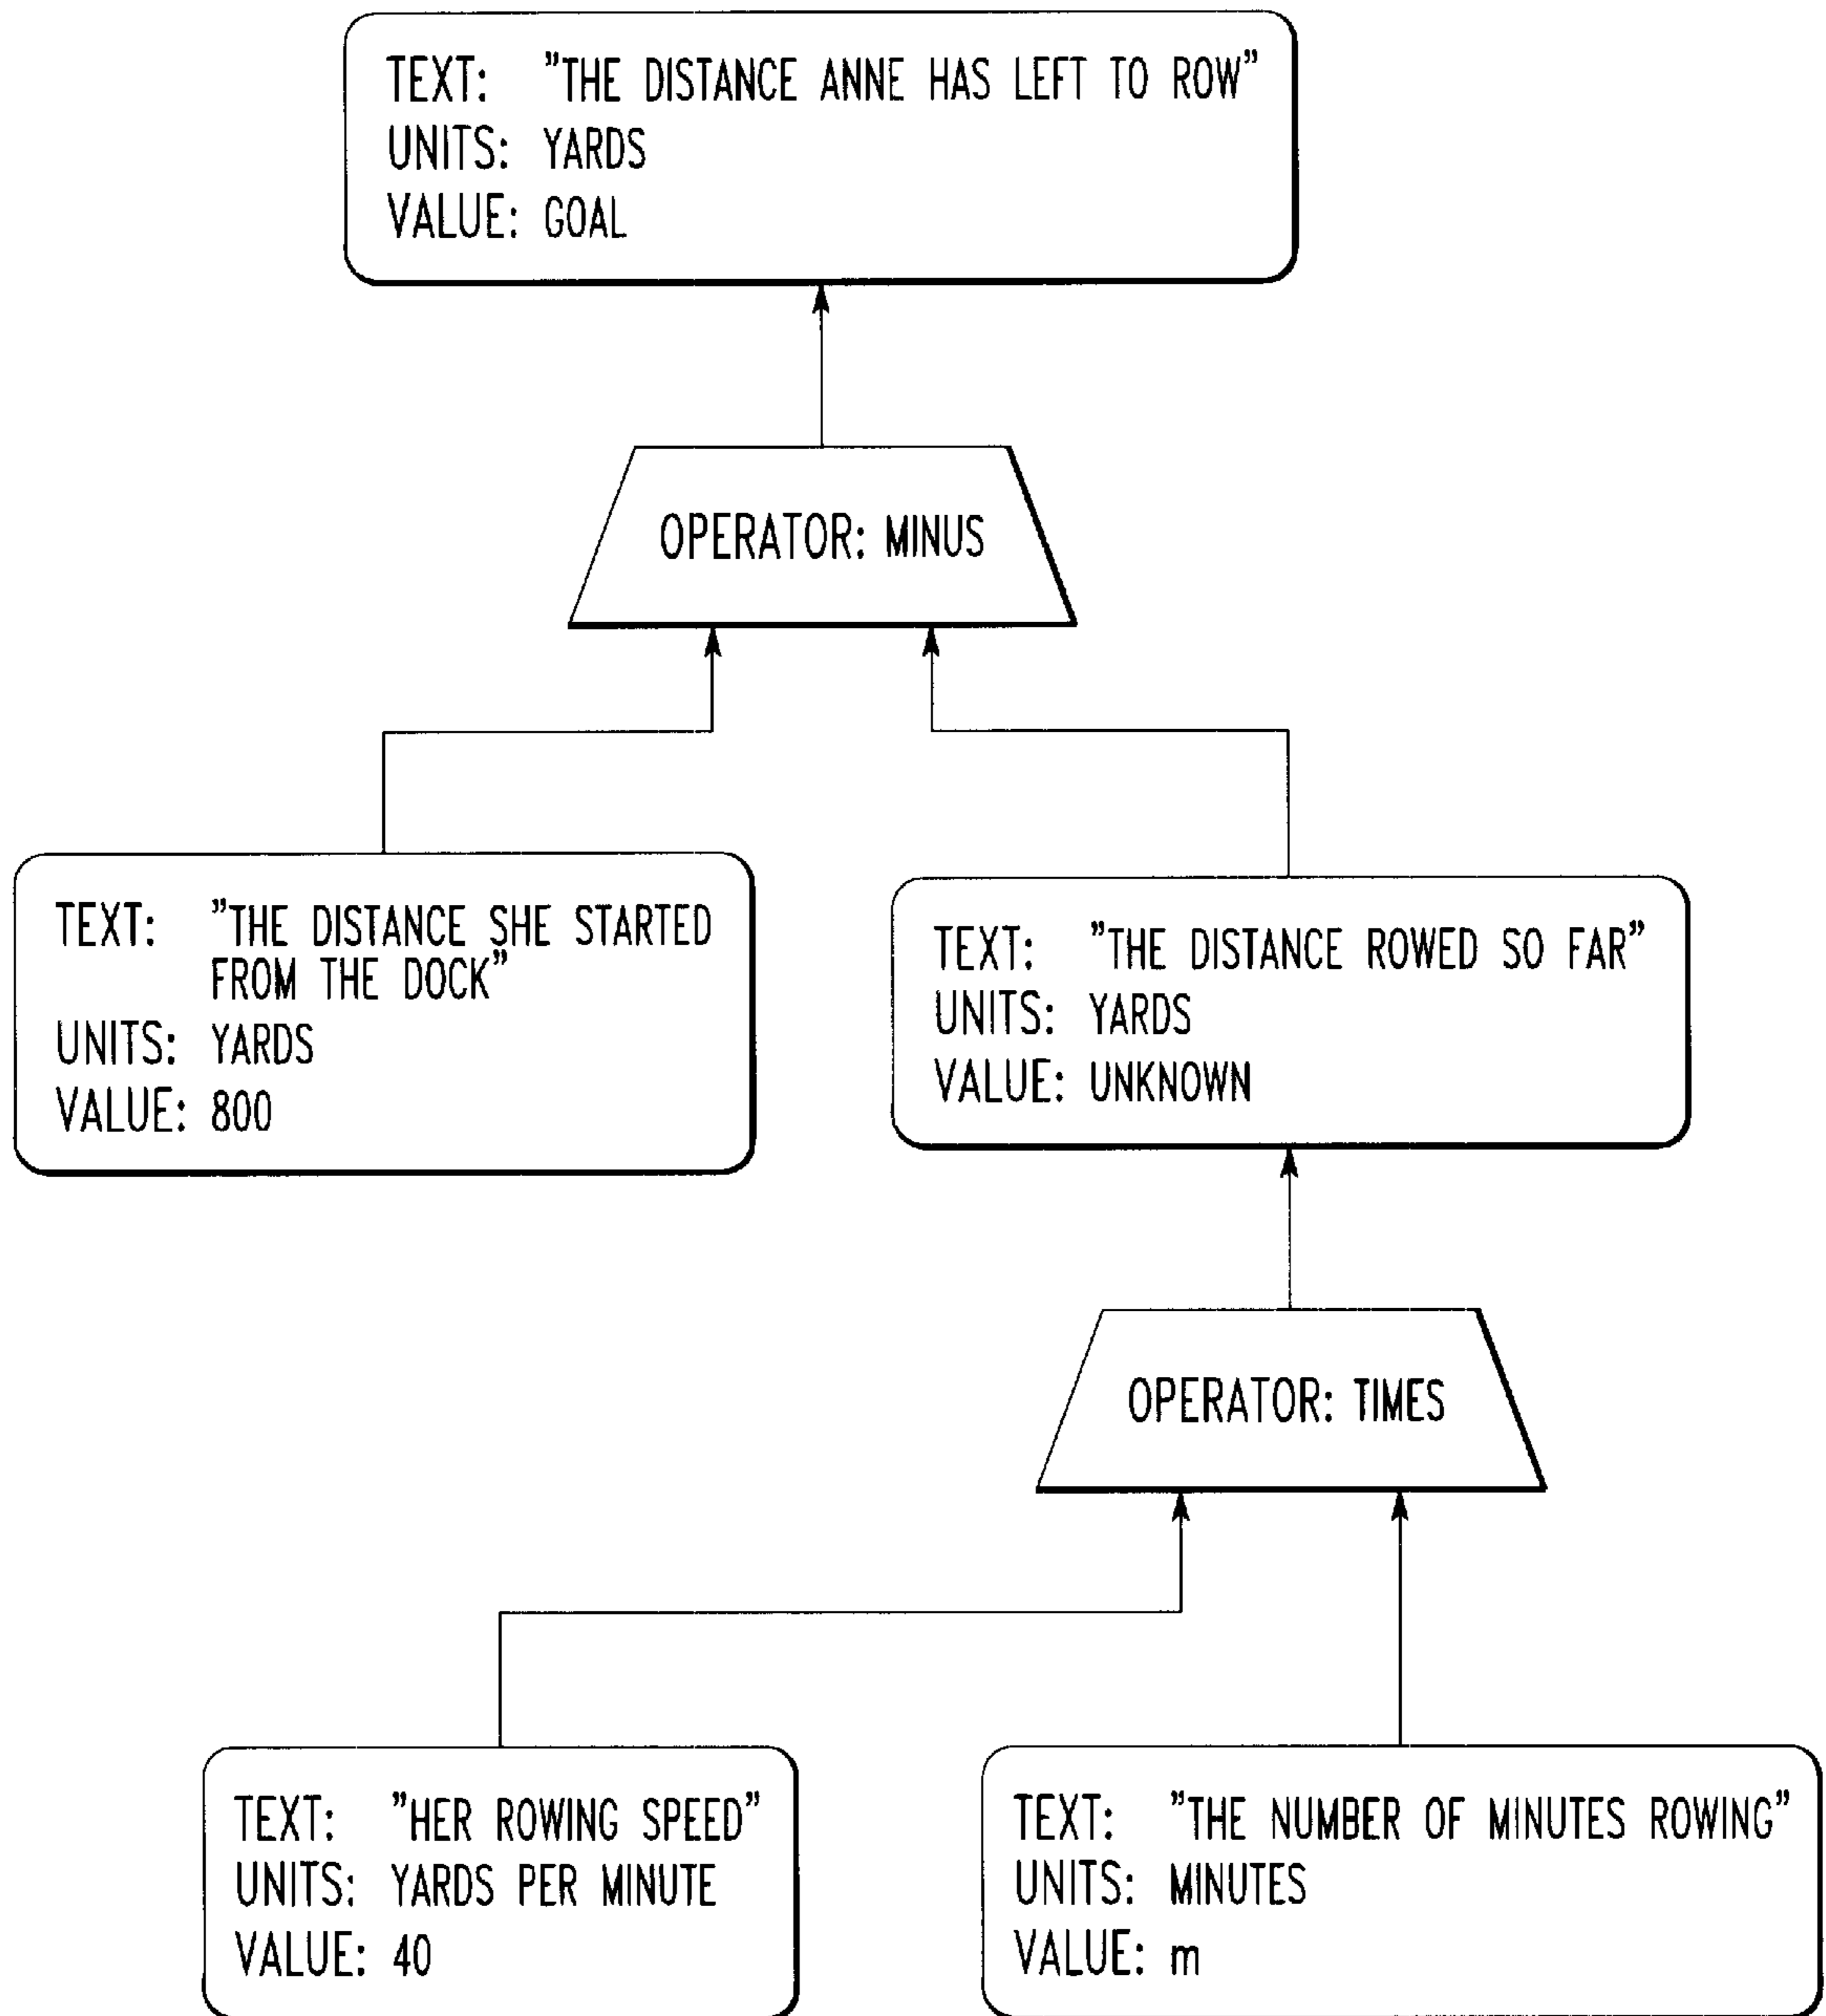 TEXT: ”THE DISTANCE ANNE HAS LEFT TO ROW”
UNITS: YARDS
VALUE: GOAL
OPERATOR: MINUS
TEXT: ”THE DISTANCE SHE STARTED
FROM THE DOCK”
UNITS: YARDS
VALUE: 800
TEXT: ”THE DISTANCE ROWED SO FAR”
UNITS: YARDS
VALUE: UNKNOWN
OPERATOR: TIMES
TEXT: ”HER ROWING SPEED”
UNITS: YARDS PER MINUTE
VALUE: 40
TEXT: ”THE NUMBER OF MINUTES ROWING”
UNITS: MINUTES
VALUE: m